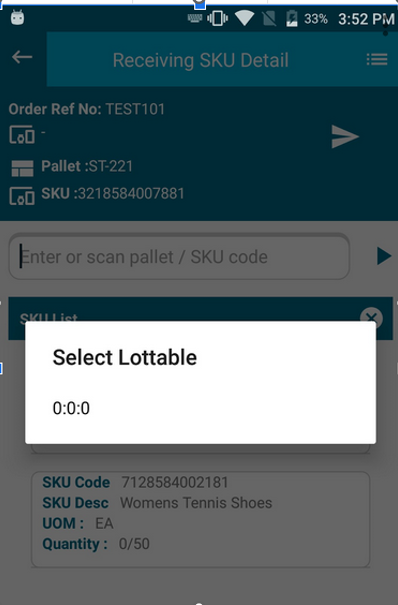 33% 3:52 PM
Receiving SKU Detail
Order Ref No: TEST101
-
Pallet :ST-221
SKU :3218584007881
Enter or scan pallet / SKU code
SKU List
Select Lottable
0:0:0
SKU Code 7128584002181
SKU Desc Womens Tennis Shoes
UOM : EA
Quantity : 0/50